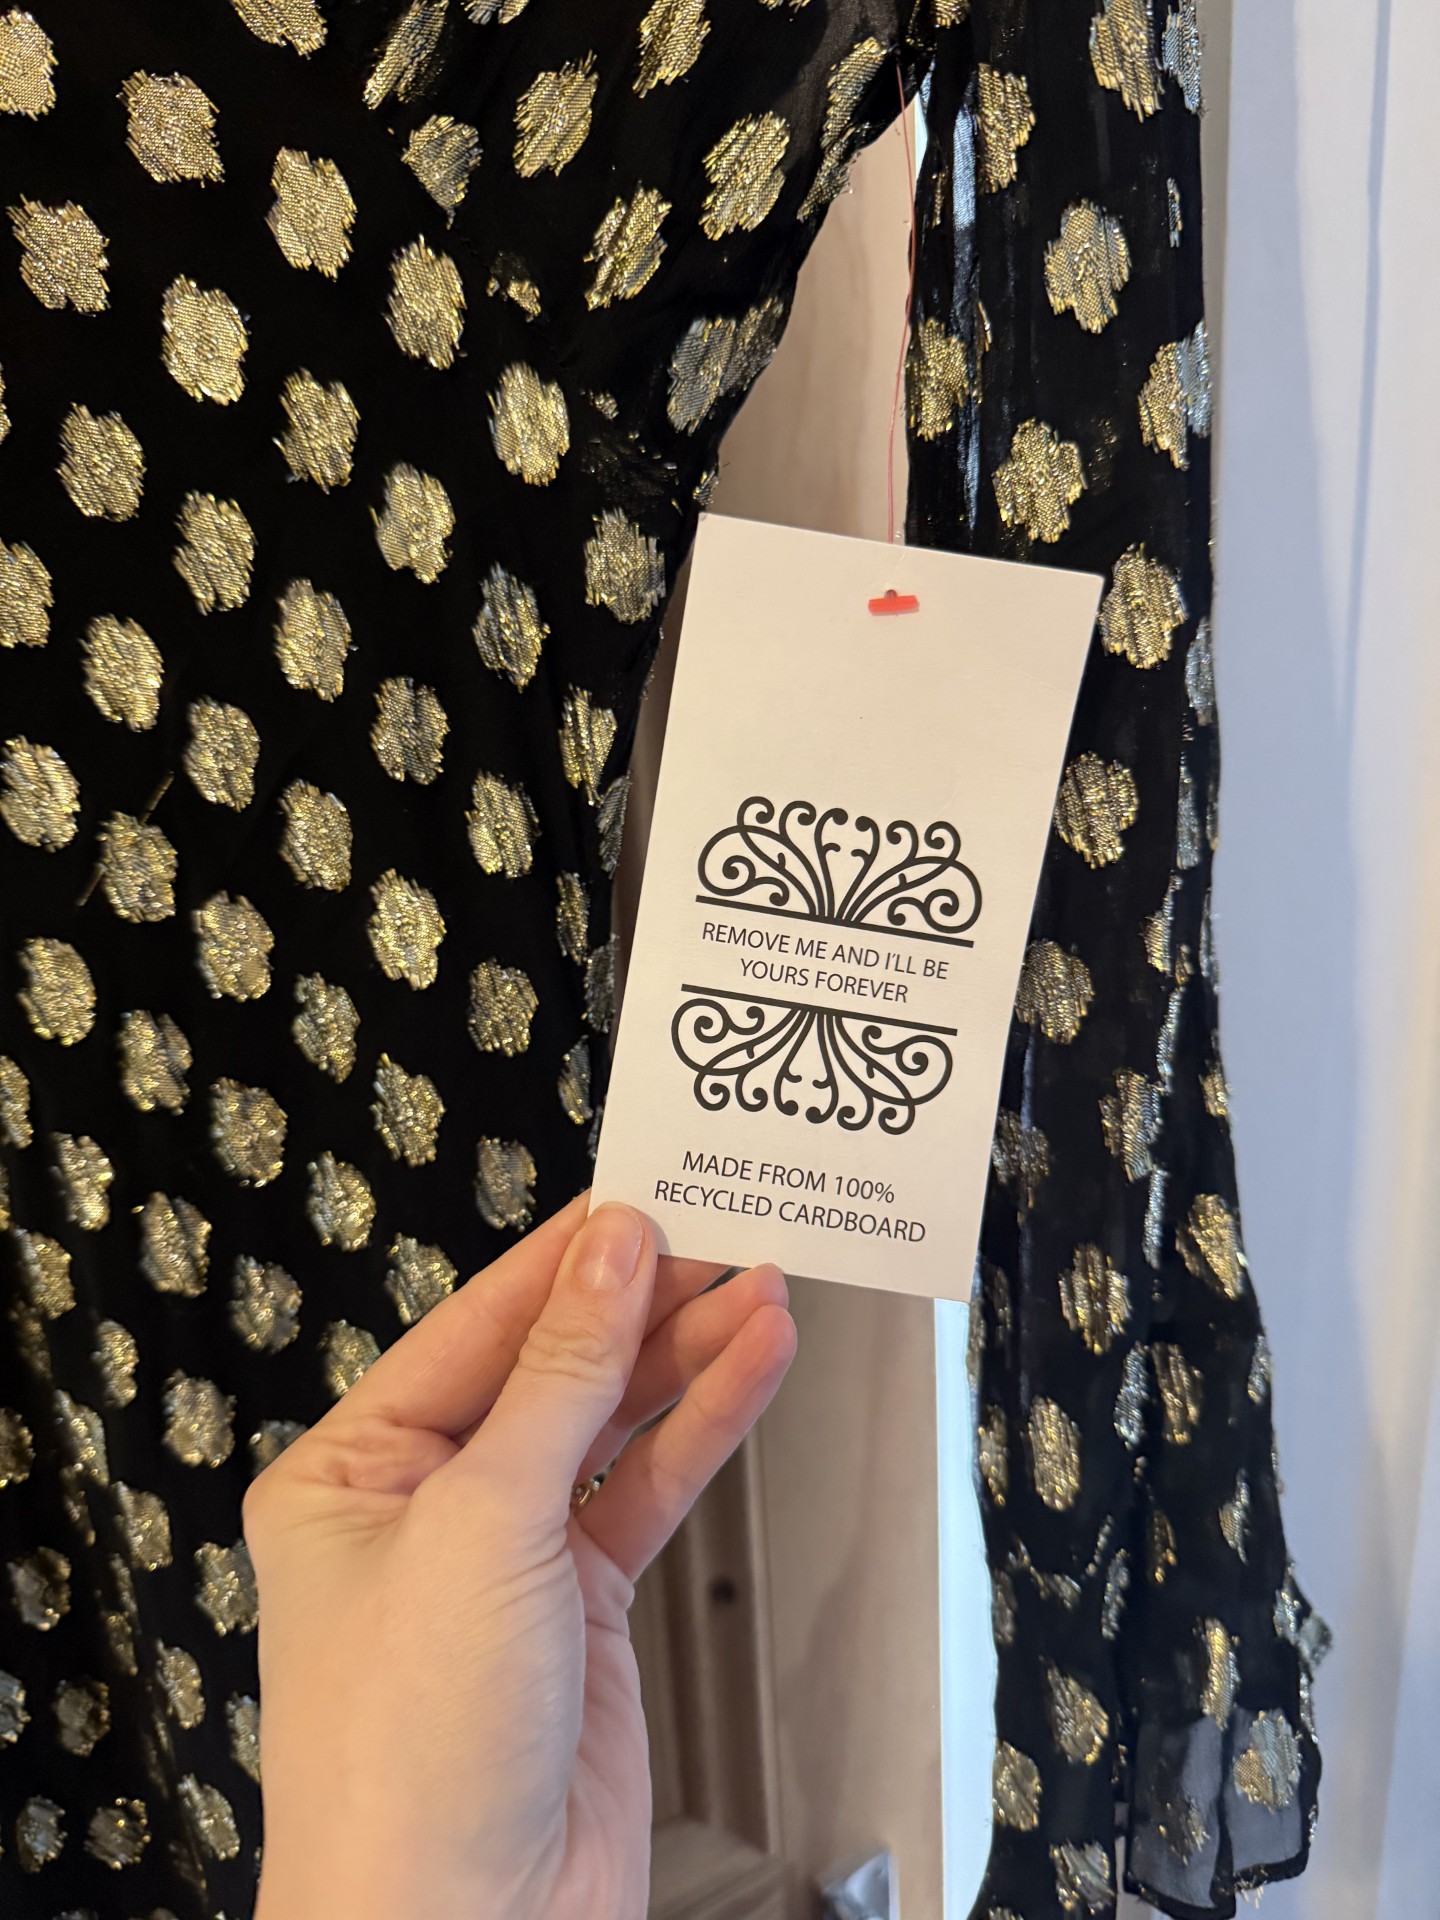 REMOVE ME AND I'LL BE
YOURS FOREVER
MADE FROM 100%
RECYCLED CARDBOARD